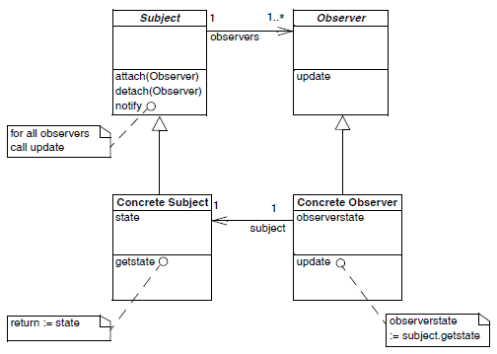 Subject 1 1..* Observer
observers
attach(Observer)
detach(Observer)
notify
update
for all observers
call update
Concrete Subject 1 1 Concrete Observer
state
observerstate
subject
getstate
update
return := state
observerstate
:= subject.getstate